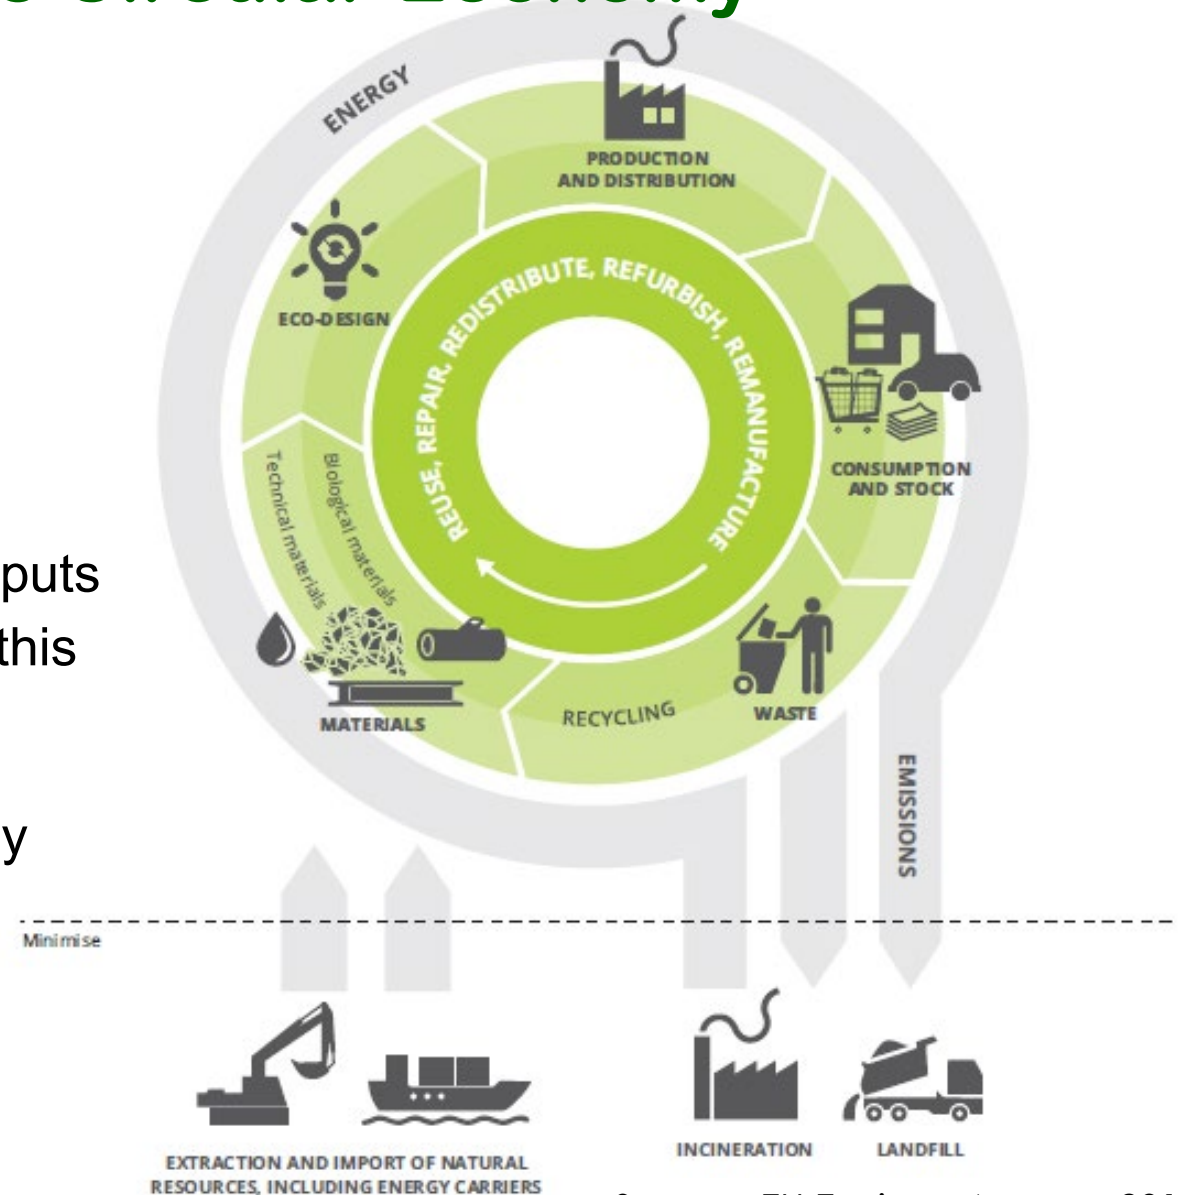 Circular Economy
ENERGY
PRODUCTION
AND DISTRIBUTION
ECO-DESIGN
REUSE, REPAIR, REDISTRIBUTE, REFURBISH, REMANUFACTURE
CONSUMPTION
AND STOCK
Technical materials
Biological materials
puts
this
MATERIALS
RECYCLING
WASTE
EMISSIONS
y
Minimise
INCINERATION
LANDFILL
EXTRACTION AND IMPORT OF NATURAL
RESOURCES, INCLUDING ENERGY CARRIERS